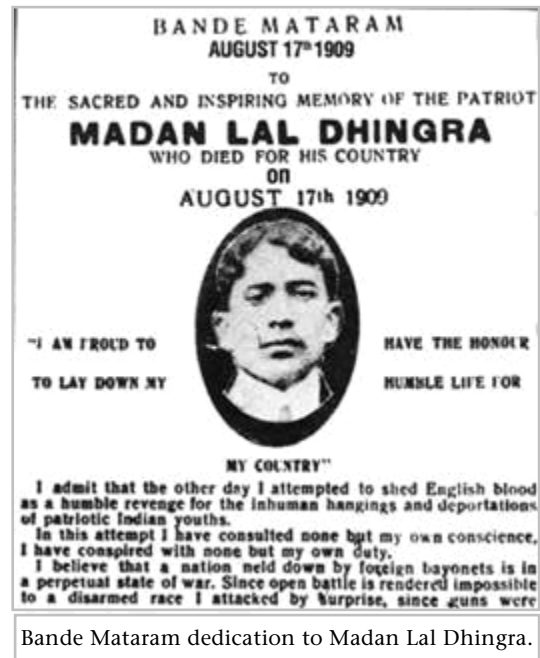 BANDE MATARAM
AUGUST 17th 1909
TO
THE SACRED AND INSPIRING MEMORY OF THE PATRIOT
MADAN LAL DHINGRA
WHO DIED FOR HIS COUNTRY
on
AUGUST 17th 1909
"I AM PROUD TO HAVE THE HONOUR
TO LAY DOWN MY HUMBLE LIFE FOR
MY COUNTRY"
I admit that the other day I attempted to shed English blood
as a humble revenge for the inhuman hangings and deportations
of patriotic Indian youths.
In this attempt I have consulted none but my own conscience,
I have conspired with none but my own duty.
I believe that a nation held down by foreign bayonets is in
a perpetual state of war. Since open battle is rendered impossible
to a disarmed race I attacked by surprise, since guns were
Bande Mataram dedication to Madan Lal Dhingra.